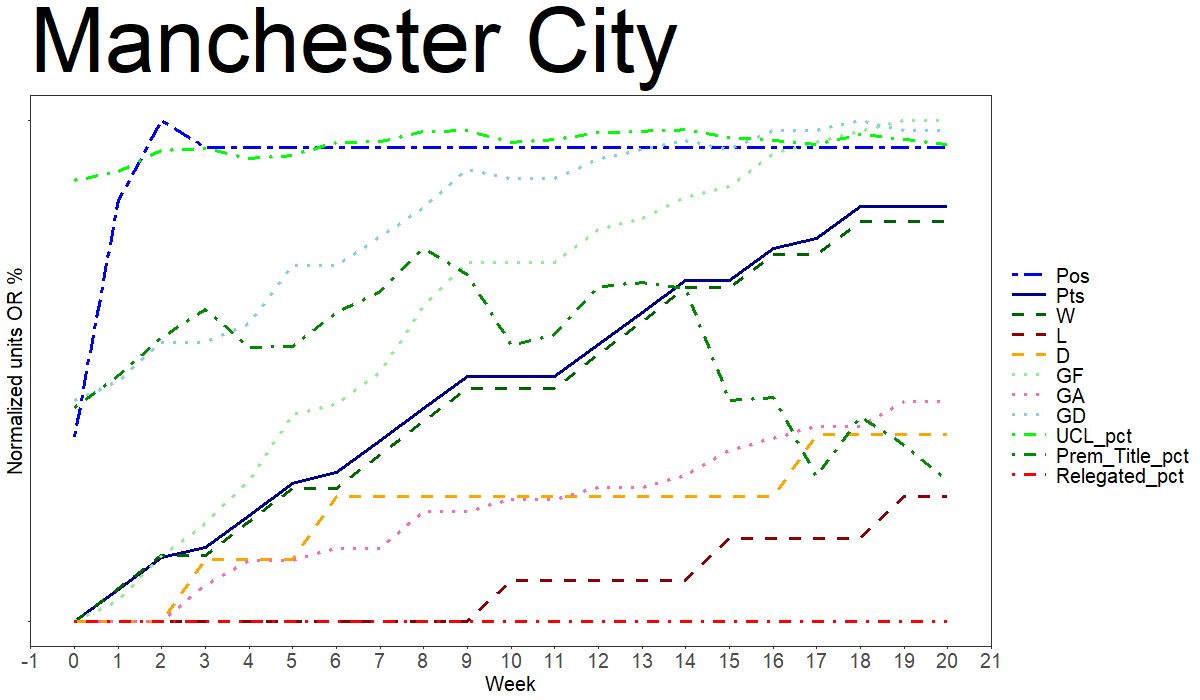 Manchester City
Normalized units OR %
-1 0 1 2 3 4 5 6 7 8 9 10 11 12 13 14 15 16 17 18 19 20 21
Week
Pos
Pts
W
L
D
GF
GA
GD
UCL_pct
Prem_Title_pct
Relegated_pct